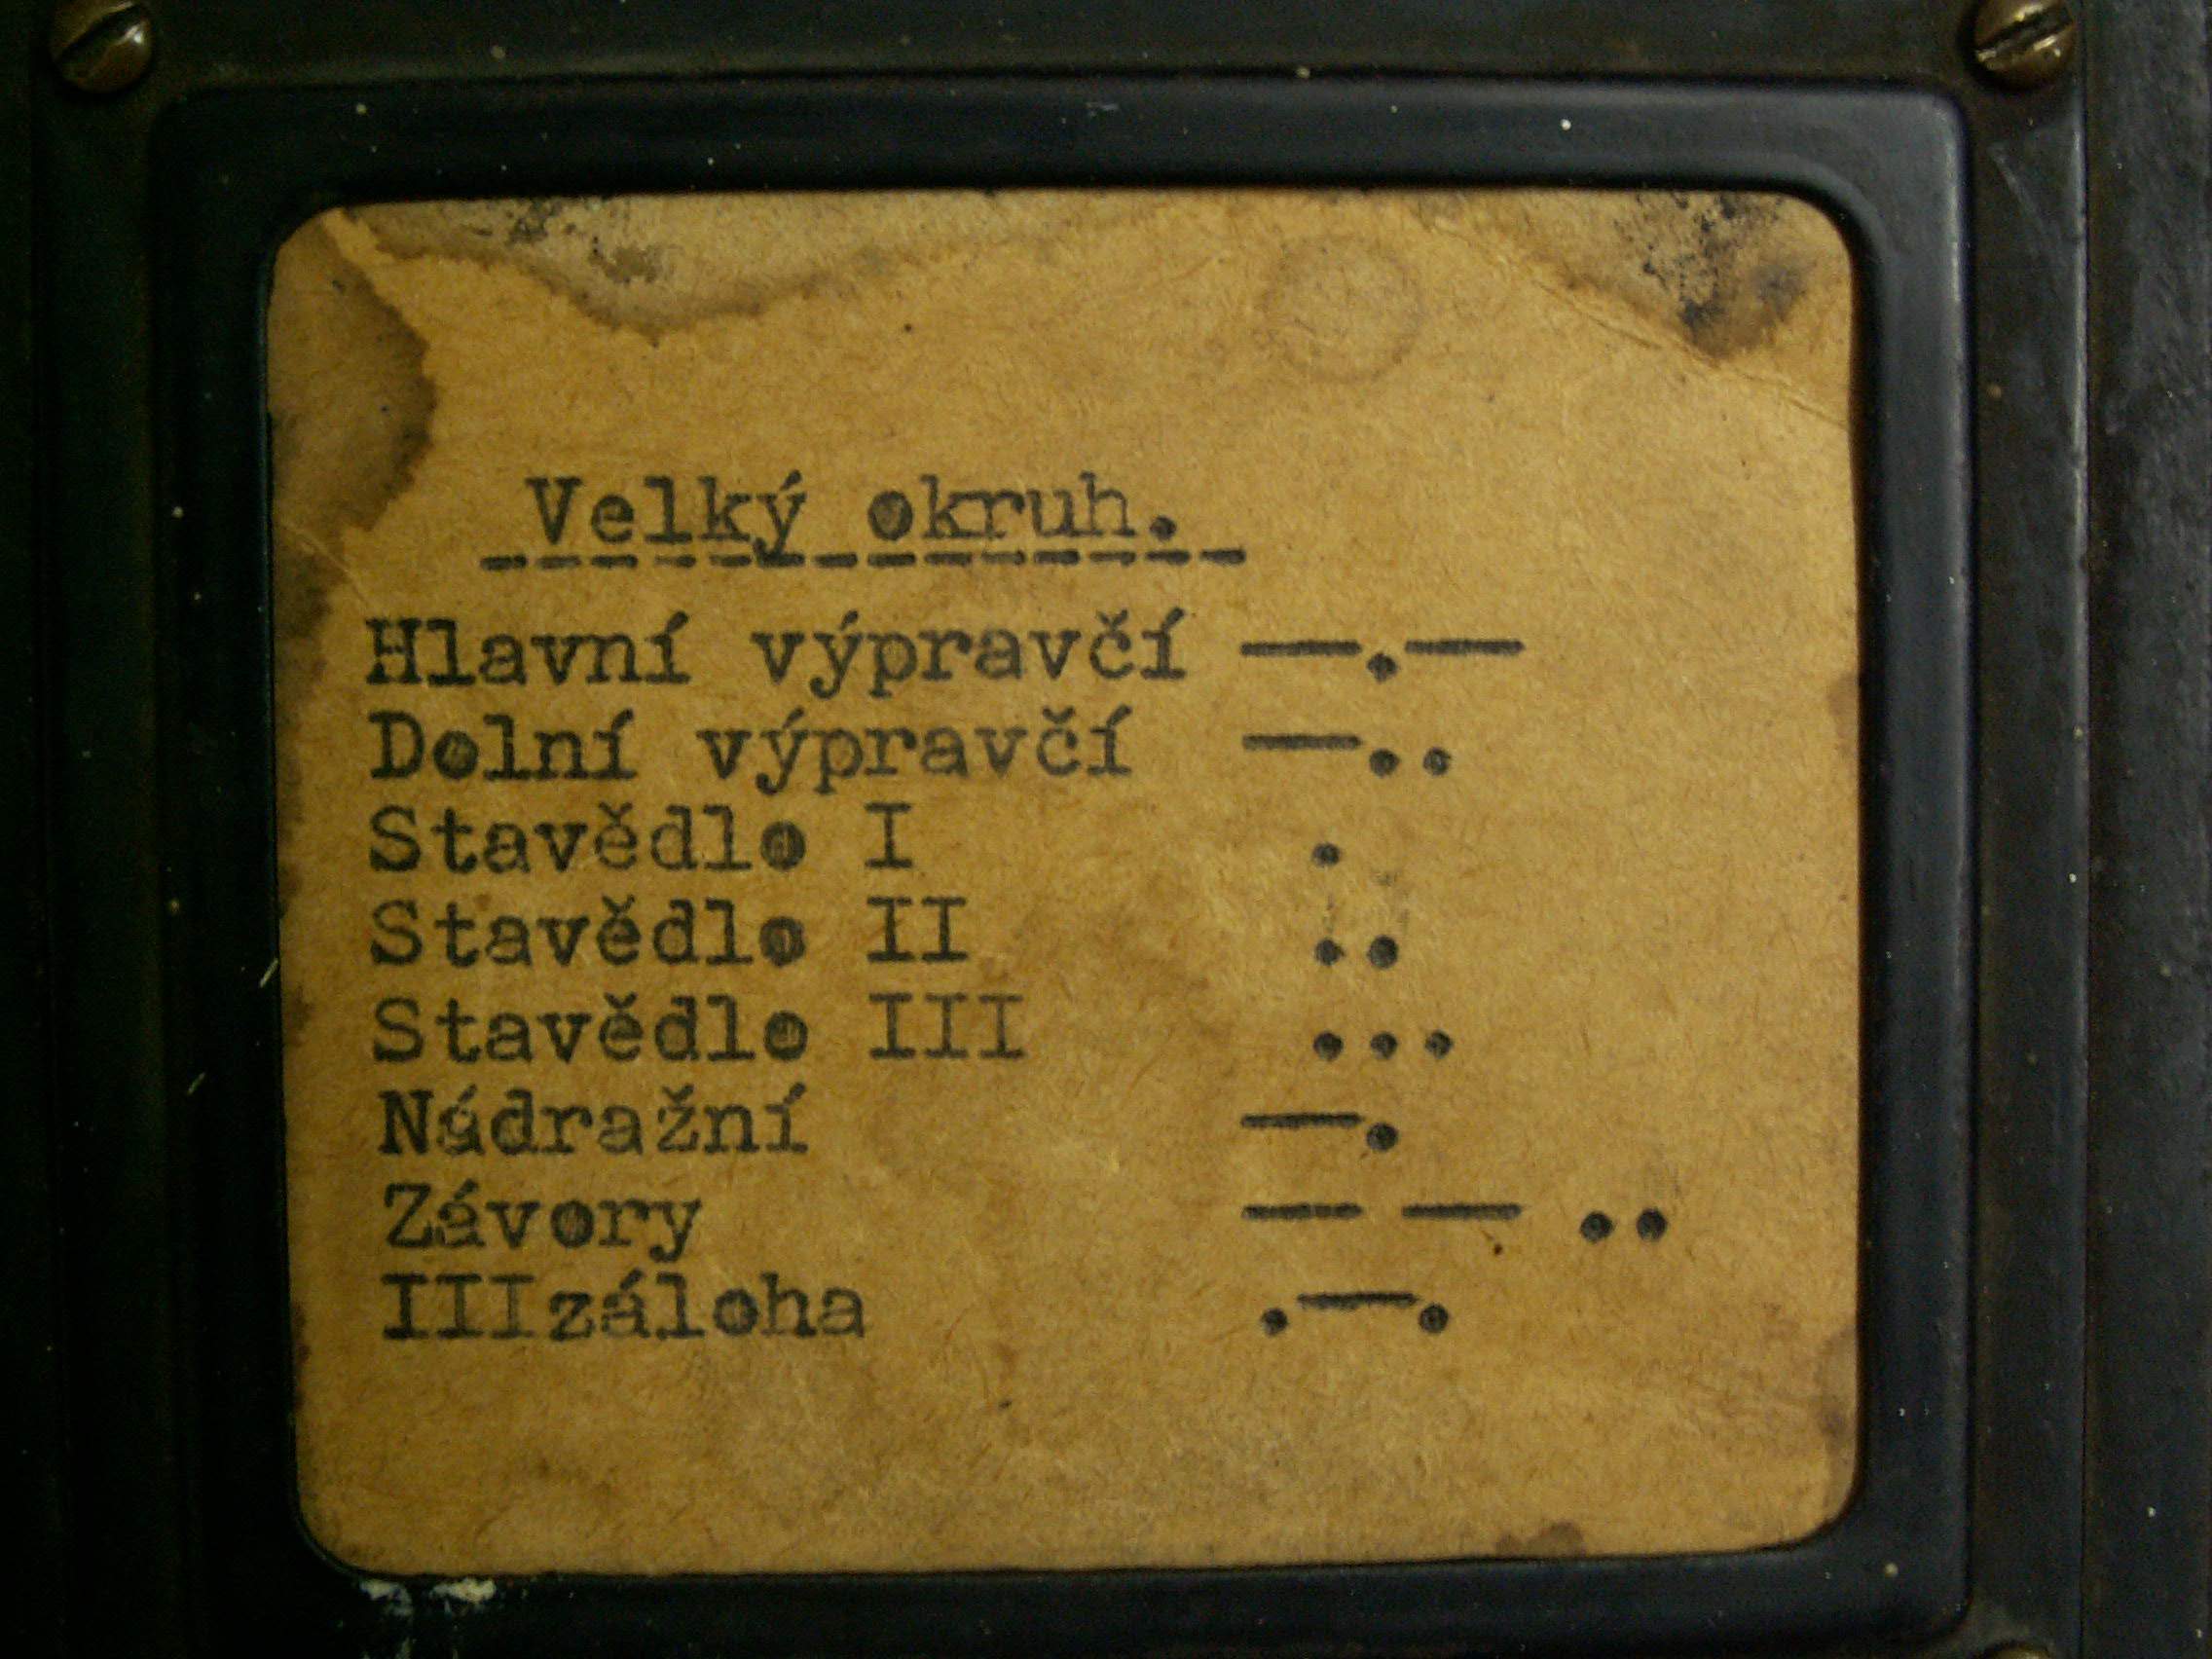 Velký okruh.
Hlavní výpravčí —.—
Dolní výpravčí —..
Stavědlo I .
Stavědlo II ..
Stavědlo III ...
Nádražní —.
Závory — — ..
IIIzáloha .—.